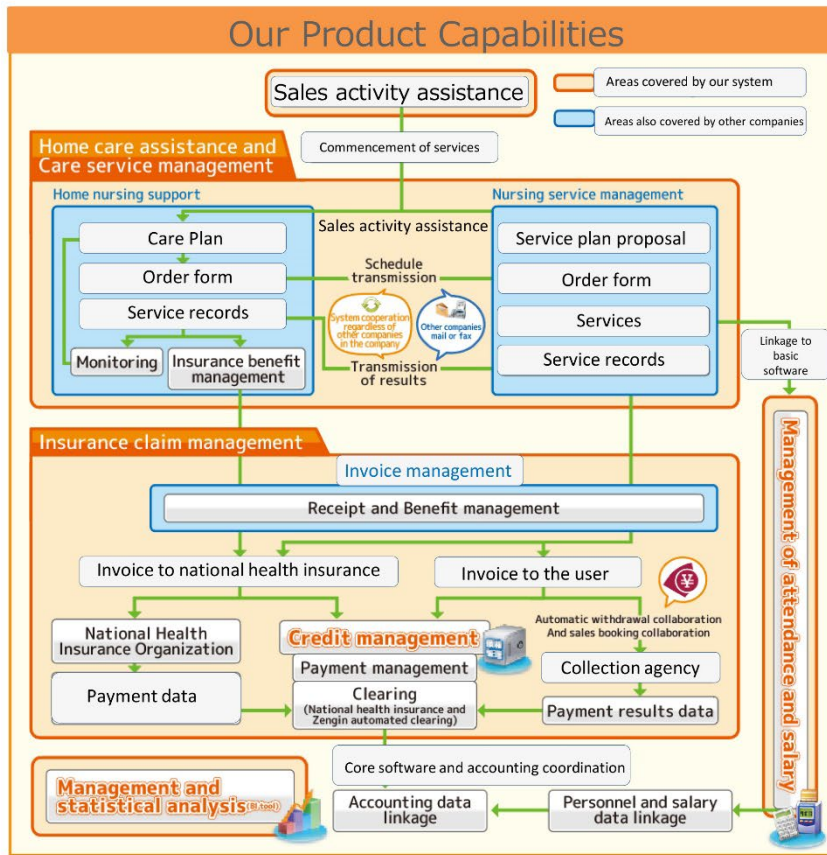 Our Product Capabilities
Sales activity assistance
Areas covered by our system
Areas also covered by other companies
Commencement of services
Home care assistance and
Care service management
Home nursing support
Nursing service management
Sales activity assistance
Care Plan
Order form
Service records
Monitoring
Insurance benefit
management
Schedule
transmission
System cooperation
regardless of
other companies
in the company
Other companies
mail or fax
Transmission
of results
Service plan proposal
Order form
Services
Service records
Linkage to
basic
software
Management of attendance and salary
Insurance claim management
Invoice management
Receipt and Benefit management
Invoice to national health insurance
Invoice to the user
¥
Automatic withdrawal collaboration
And sales booking collaboration
National Health
Insurance Organization
Payment data
Credit management
Payment management
Clearing
(National health insurance and
Zengin automated clearing)
Collection agency
Payment results data
Core software and accounting coordination
Management and
statistical analysis(BI.tool)
Accounting data
linkage
Personnel and salary
data linkage